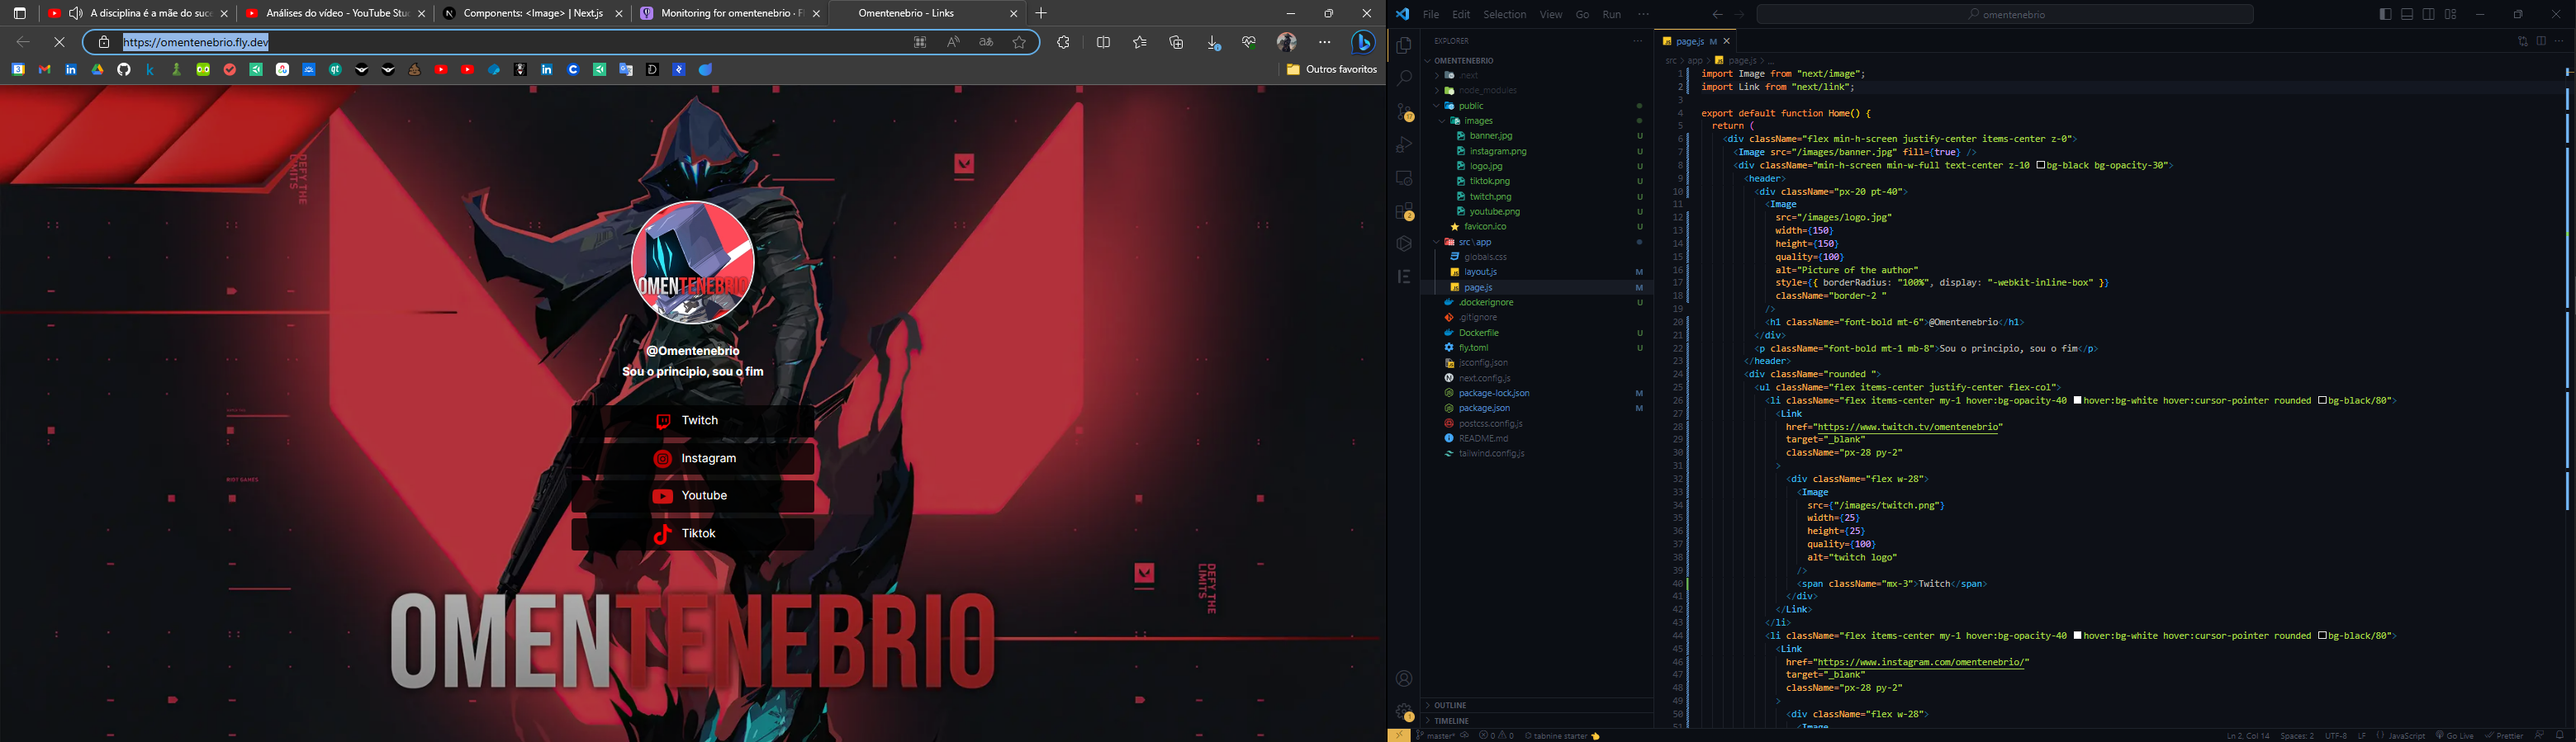 A disciplina é a mãe do suce
Análises do vídeo - YouTube Stu
Components: <Image> | Next.js
Monitoring for omentenebrio · Fl
Omentenebrio - Links
https://omentenebrio.fly.dev
Outros favoritos
DEFY THE
LIMITS
OMENTENEBRIO
@Omentenebrio
Sou o principio, sou o fim
Twitch
Instagram
Youtube
Tiktok
RIOT GAMES
DEFY THE
LIMITS
OMENTENEBRIO
File Edit Selection View Go Run ···
omentenebrio
EXPLORER
OMENTENEBRIO
.next
node_modules
public
images
banner.jpg U
instagram.png U
logo.jpg U
tiktok.png U
twitch.png U
youtube.png U
favicon.ico U
src\app
globals.css
layout.js M
page.js M
.dockerignore U
.gitignore
Dockerfile U
fly.toml U
jsconfig.json
next.config.js
package-lock.json M
package.json M
postcss.config.js
README.md
tailwind.config.js
OUTLINE
TIMELINE
page.js M
src > app > page.js > ...
1 import Image from "next/image";
2 import Link from "next/link";
3
4 export default function Home() {
5 return (
6 <div className="flex min-h-screen justify-center items-center z-0">
7 <Image src="/images/banner.jpg" fill={true} />
8 <div className="min-h-screen min-w-full text-center z-10 bg-black bg-opacity-30">
9 <header>
10 <div className="px-20 pt-40">
11 <Image
12 src="/images/logo.jpg"
13 width={150}
14 height={150}
15 quality={100}
16 alt="Picture of the author"
17 style={{ borderRadius: "100%", display: "-webkit-inline-box" }}
18 className="border-2 "
19 />
20 <h1 className="font-bold mt-6">@Omentenebrio</h1>
21 </div>
22 <p className="font-bold mt-1 mb-8">Sou o principio, sou o fim</p>
23 </header>
24 <div className="rounded ">
25 <ul className="flex items-center justify-center flex-col">
26 <li className="flex items-center my-1 hover:bg-opacity-40 hover:bg-white hover:cursor-pointer rounded bg-black/80">
27 <Link
28 href="https://www.twitch.tv/omentenebrio"
29 target="_blank"
30 className="px-28 py-2"
31 >
32 <div className="flex w-28">
33 <Image
34 src={"/images/twitch.png"}
35 width={25}
36 height={25}
37 quality={100}
38 alt="twitch logo"
39 />
40 <span className="mx-3">Twitch</span>
41 </div>
42 </Link>
43 </li>
44 <li className="flex items-center my-1 hover:bg-opacity-40 hover:bg-white hover:cursor-pointer rounded bg-black/80">
45 <Link
46 href="https://www.instagram.com/omentenebrio/"
47 target="_blank"
48 className="px-28 py-2"
49 >
50 <div className="flex w-28">
51 <Image
master* 0 0 tabnine starter Ln 2, Col 14 Spaces: 2 UTF-8 LF JavaScript Go Live Prettier